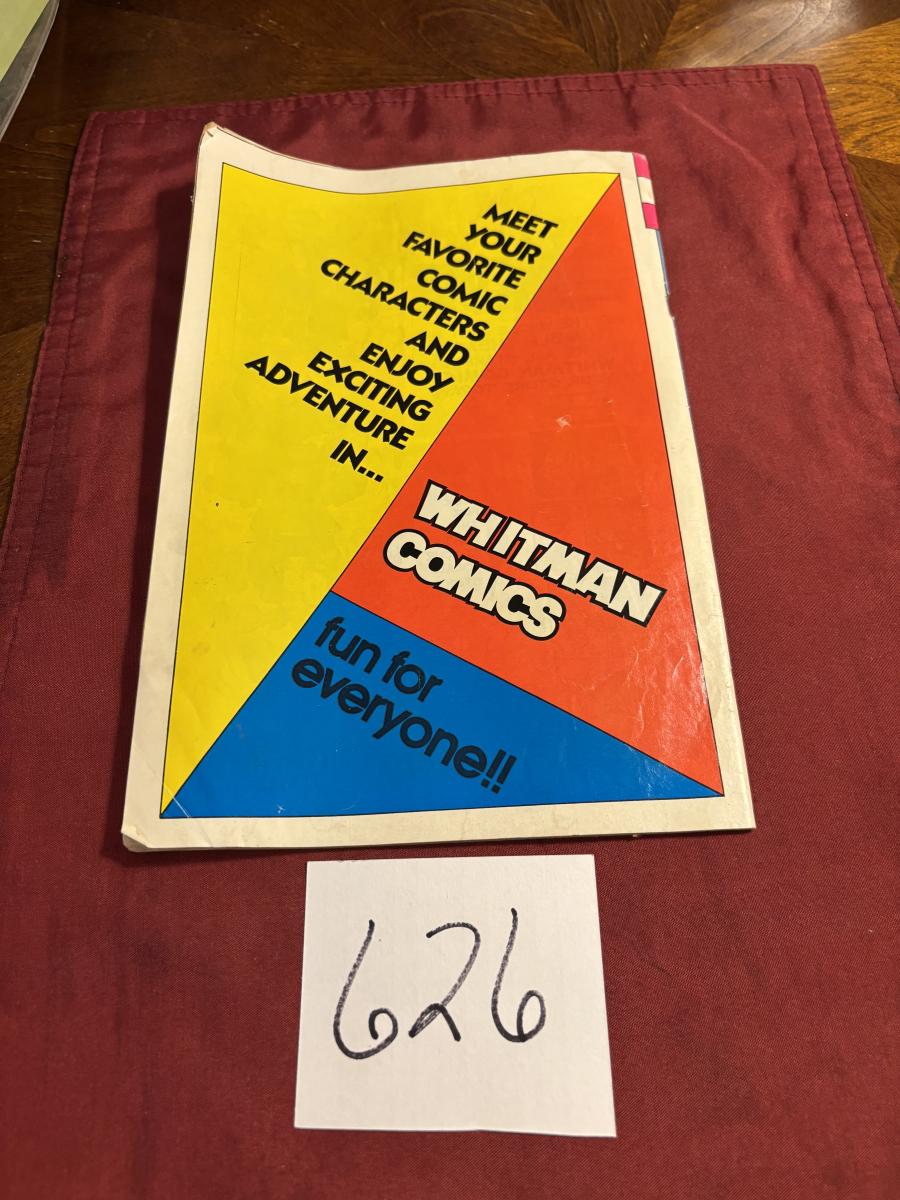 MEET
YOUR
FAVORITE
COMIC
CHARACTERS
AND
ENJOY
EXCITING
ADVENTURE
IN...
WHITMAN
COMICS
fun for
everyone!!
626